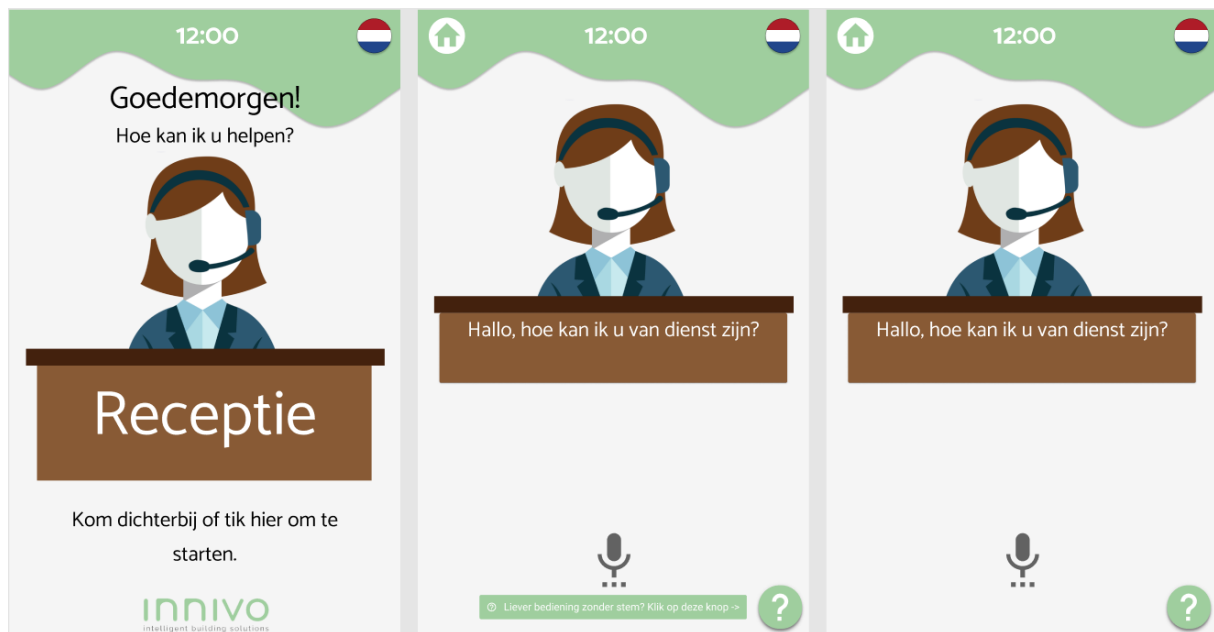 12:00
Goedemorgen!
Hoe kan ik u helpen?
Receptie
Kom dichterbij of tik hier om te
starten.
INNIVO
intelligent building solutions
12:00
Hallo, hoe kan ik u van dienst zijn?
? Liever bediening zonder stem? Klik op deze knop ->
?
12:00
Hallo, hoe kan ik u van dienst zijn?
?